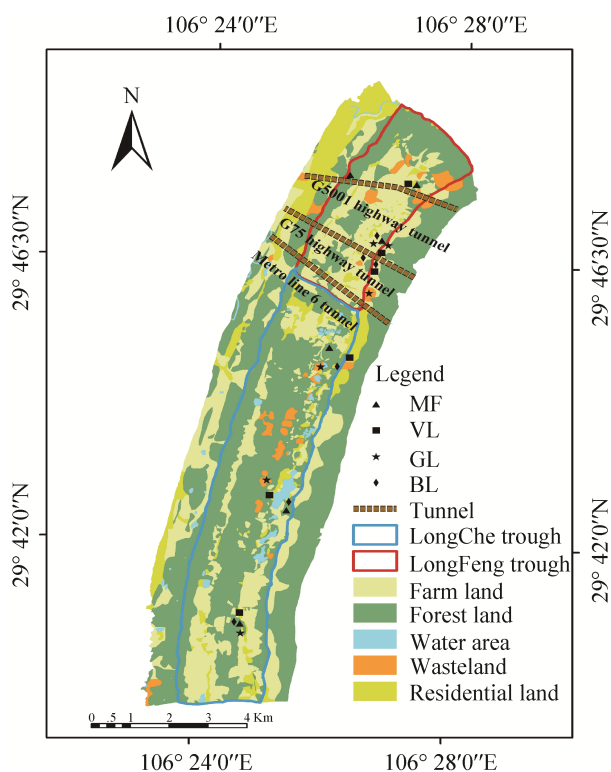 106° 24′0′′E 106° 28′0′′E
N
G5001 highway tunnel
29° 46′30′′N
G75 highway tunnel
29° 46′30′′N
Metro line 6 tunnel
Legend
MF
VL
GL
BL
Tunnel
LongChe trough
LongFeng trough
Farm land
Forest land
Water area
Wasteland
Residential land
29° 42′0′′N
29° 42′0′′N
0 .5 1 2 3 4 Km
106° 24′0′′E 106° 28′0′′E